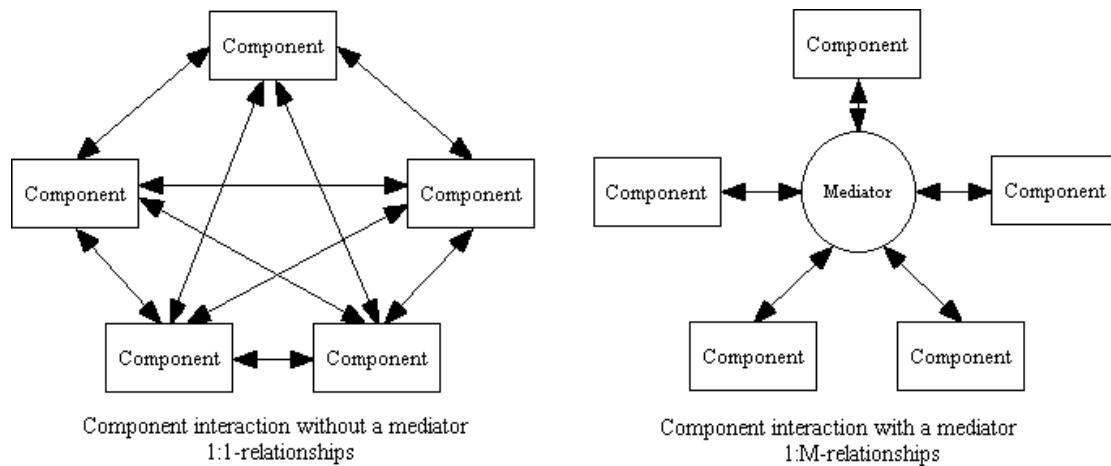 Component
Component
Component
Component
Component
Component interaction without a mediator
1:1-relationships
Component
Component
Mediator
Component
Component
Component
Component interaction with a mediator
1:M-relationships